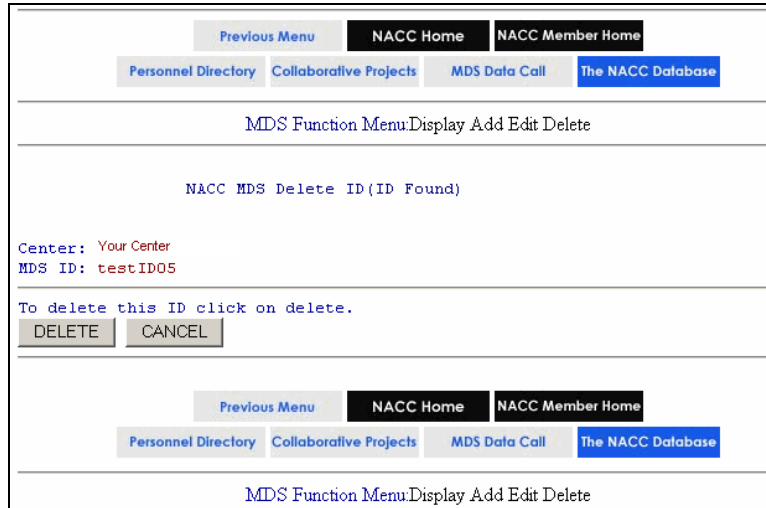 Previous Menu NACC Home NACC Member Home
Personnel Directory Collaborative Projects MDS Data Call The NACC Database
MDS Function Menu:Display Add Edit Delete
NACC MDS Delete ID(ID Found)
Center: Your Center
MDS ID: testID05
To delete this ID click on delete.
DELETE CANCEL
Previous Menu NACC Home NACC Member Home
Personnel Directory Collaborative Projects MDS Data Call The NACC Database
MDS Function Menu:Display Add Edit Delete